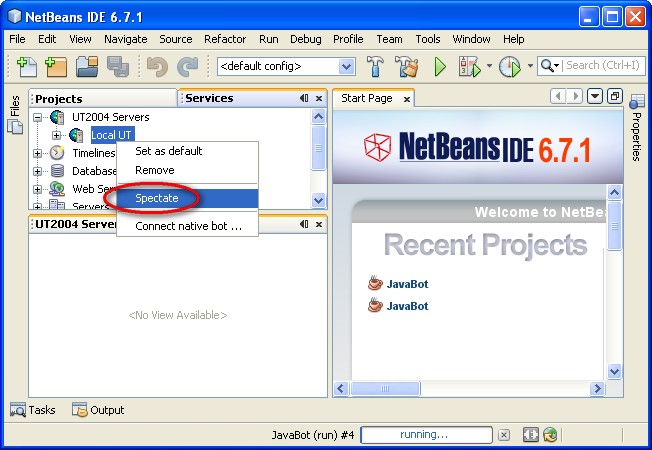 NetBeans IDE 6.7.1
File Edit View Navigate Source Refactor Run Debug Profile Team Tools Window Help
<default config>
Search (Ctrl+I)
Files
Projects
Services
UT2004 Servers
Local UT
Timelines
Database
Web Ser
Servers
Set as default
Remove
Spectate
Connect native bot ...
UT2004 Server
<No View Available>
Start Page
NetBeans IDE 6.7.1
Welcome to NetBea
Recent Projects
JavaBot
JavaBot
Properties
Tasks
Output
JavaBot (run) #4
running...